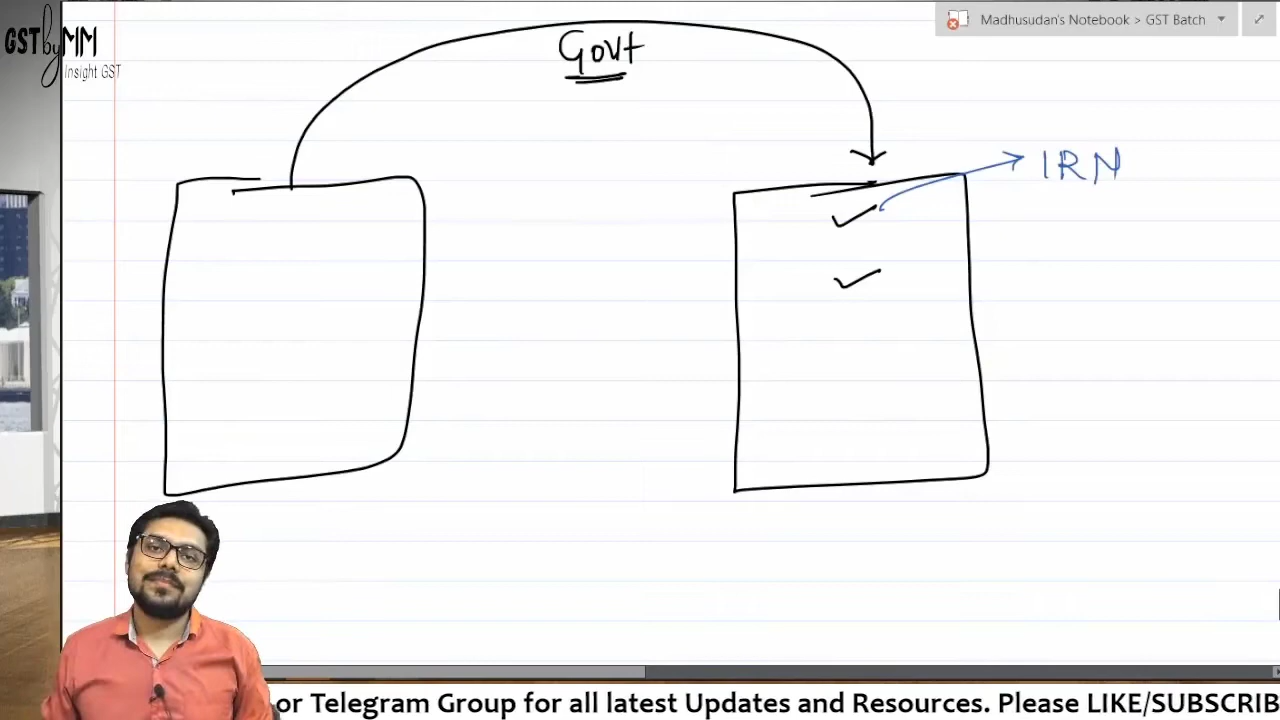 GST by MM
Insight GST
Madhusudan's Notebook > GST Batch
Govt
IRN
or Telegram Group for all latest Updates and Resources. Please LIKE/SUBSCRIB